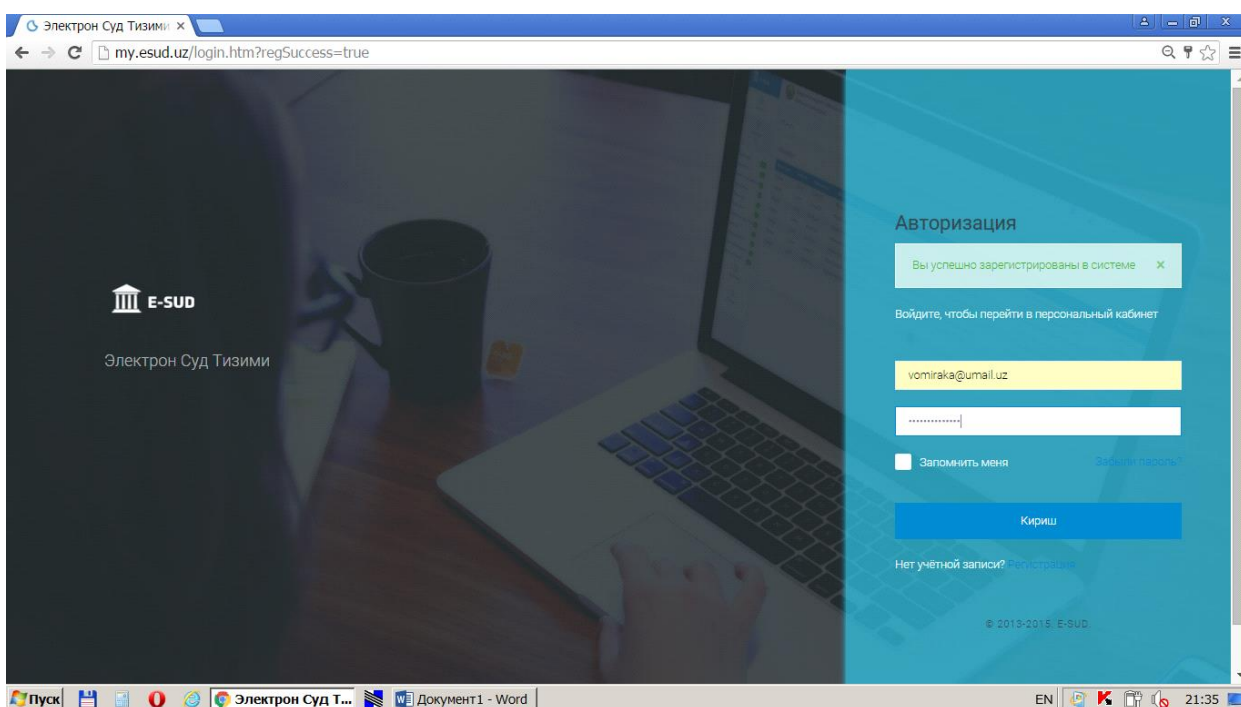 Электрон Суд Тизими ×
my.esud.uz/login.htm?regSuccess=true
E-SUD
Электрон Суд Тизими
Авторизация
Вы успешно зарегистрированы в системе ×
Войдите, чтобы перейти в персональный кабинет
vomiraka@umail.uz
Запомнить меня Забыли пароль?
Кириш
Нет учётной записи? Регистрация
© 2013-2015. E-SUD.
Пуск Электрон Суд Т... Документ1 - Word EN 21:35